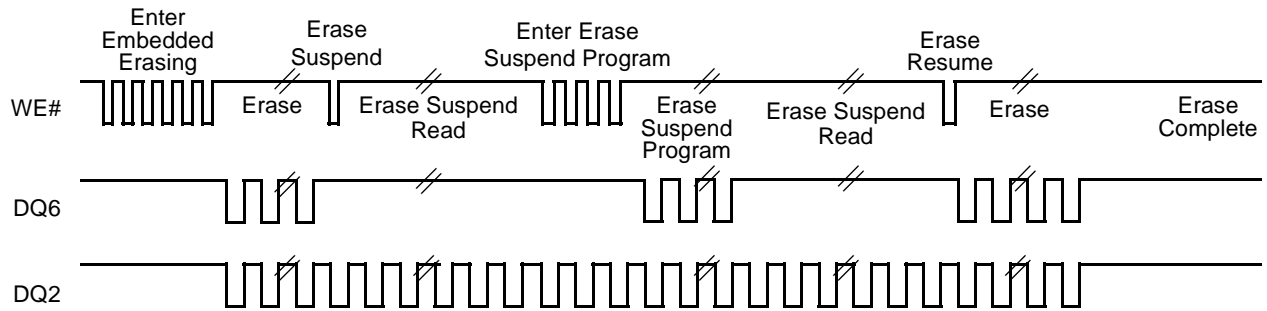 Enter
Embedded
Erasing
Erase
Suspend
Enter Erase
Suspend Program
Erase
Resume
WE#
Erase
Erase Suspend
Read
Erase
Suspend
Program
Erase Suspend
Read
Erase
Erase
Complete
DQ6
DQ2